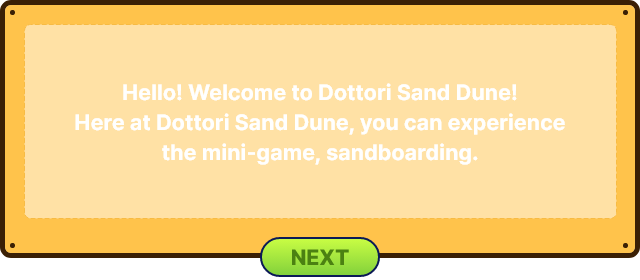 Hello! Welcome to Dottori Sand Dune!
Here at Dottori Sand Dune, you can experience
the mini-game, sandboarding.
NEXT